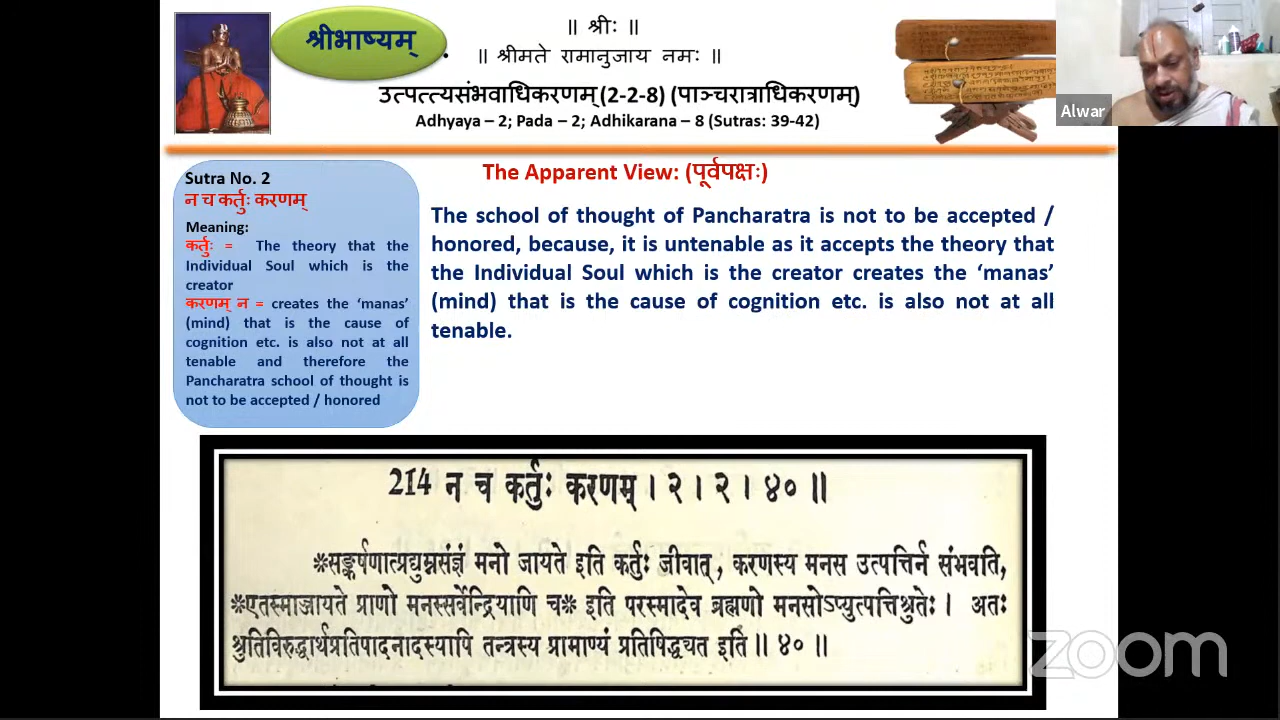 श्रीभाष्यम्
॥ श्रीः ॥
॥ श्रीमते रामानुजाय नमः ॥
उत्पत्त्यसंभवाधिकरणम् (2-2-8) (पाञ्चरात्राधिकरणम्)
Adhyaya – 2; Pada – 2; Adhikarana – 8 (Sutras: 39-42)
Alwar
Sutra No. 2
न च कर्तुः करणम्
Meaning:
कर्तुः = The theory that the
Individual Soul which is the
creator
करणम् न = creates the ‘manas’
(mind) that is the cause of
cognition etc. is also not at all
tenable and therefore the
Pancharatra school of thought is
not to be accepted / honored
The Apparent View: (पूर्वपक्षः)
The school of thought of Pancharatra is not to be accepted /
honored, because, it is untenable as it accepts the theory that
the Individual Soul which is the creator creates the ‘manas’
(mind) that is the cause of cognition etc. is also not at all
tenable.
214 न च कर्तुः करणम् । २ । २ । ४० ॥
*सङ्कर्षणात्प्रद्युम्नसंज्ञं मनो जायते इति कर्तुः जीवात् , करणस्य मनस उत्पत्तिर्न संभवति,
*एतस्माज्जायते प्राणो मनस्सर्वेन्द्रियाणि च* इति परस्मादेव ब्रह्मणो मनसोऽप्युत्पत्तिश्रुतेः । अतः
श्रुतिविरुद्धार्थप्रतिपादनादस्यापि तन्त्रस्य प्रामाण्यं प्रतिषिद्ध्यत इति ॥ ४० ॥
zoom